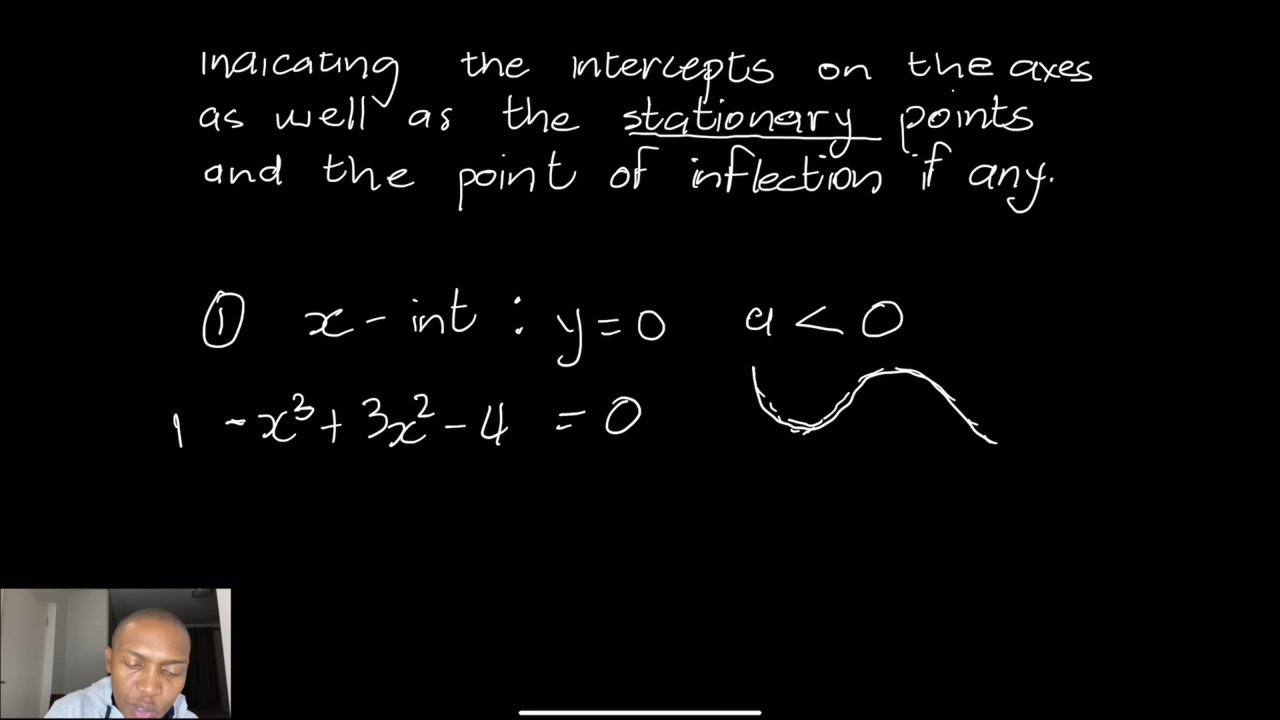 indicating the intercepts on the axes
as well as the stationary points
and the point of inflection if any.
① x - int : y = 0 a < 0
1 -x³ + 3x² - 4 = 0